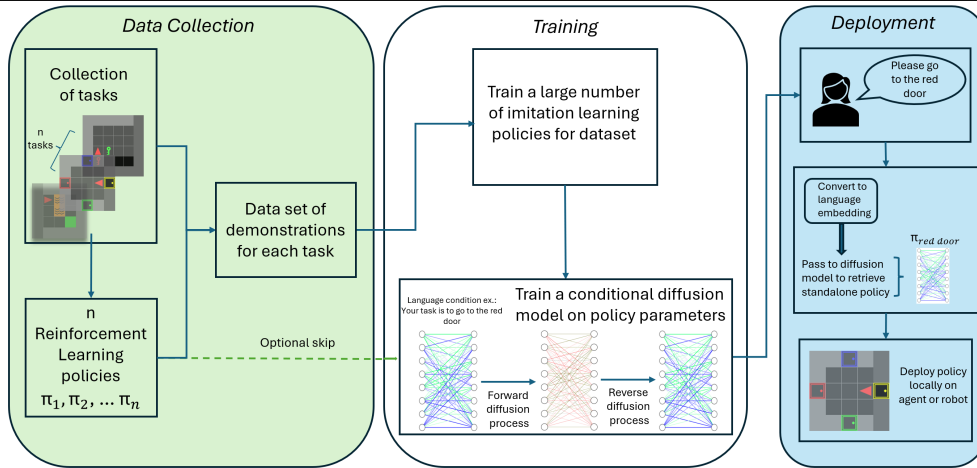 Data Collection
Collection
of tasks
n
tasks
n
Reinforcement
Learning
policies
π₁, π₂, ... πₙ
Data set of
demonstrations
for each task
Optional skip
Training
Train a large number
of imitation learning
policies for dataset
Language condition ex.:
Your task is to go to the red
door
Train a conditional diffusion
model on policy parameters
Forward
diffusion
process
Reverse
diffusion
process
Deployment
Please go
to the red
door
Convert to
language
embedding
π red door
Pass to diffusion
model to retrieve
standalone policy
Deploy policy
locally on
agent or robot